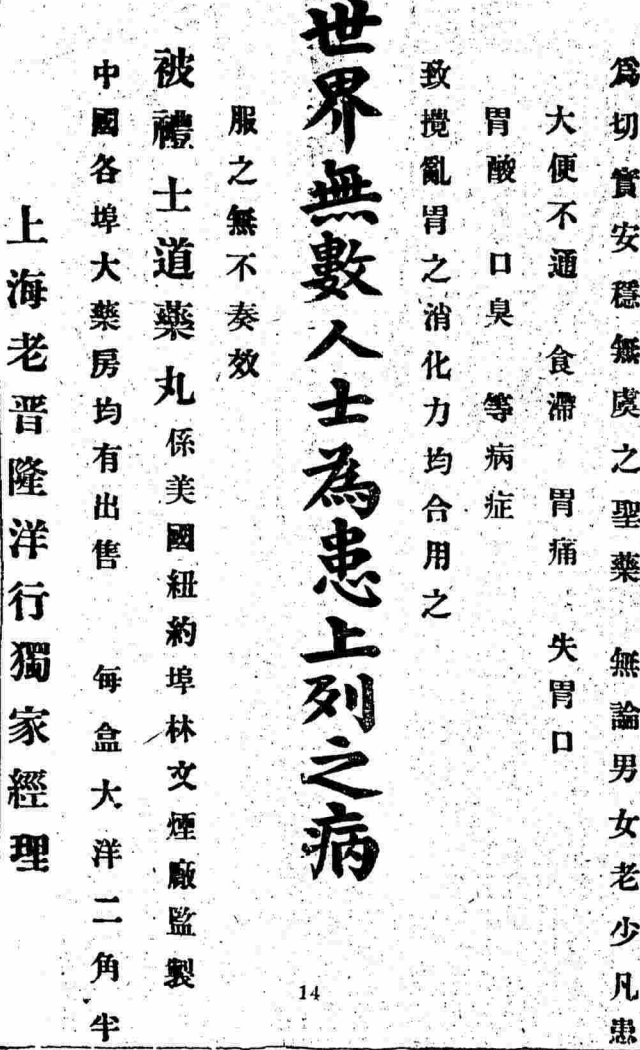 爲切實安穩無虞之聖藥 無論男女老少凡患
大便不通 食滯 胃痛 失胃口
胃酸 口臭 等病症
致攪亂胃之消化力均合用之
世界無數人士為患上列之病
服之無不奏效
被禮士道藥丸係美國紐約埠林文煙廠監製
中國各埠大藥房均有出售 每盒大洋二角半
上海老晋隆洋行獨家經理
14